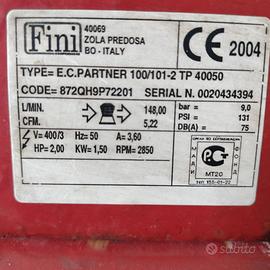 Fini
40069
ZOLA PREDOSA
BO - ITALY
CE 2004
TYPE= E.C.PARTNER 100/101-2 TP 40050
CODE= 872QH9P72201 SERIAL N. 0020434394
L/MIN. 148,00
CFM. 5,22
bar = 9,0
PSI = 131
DB(A) = 75
V= 400/3 Hz= 50 A= 3,60
HP= 2,00 KW= 1,50 RPM= 2850
МТ20
subito